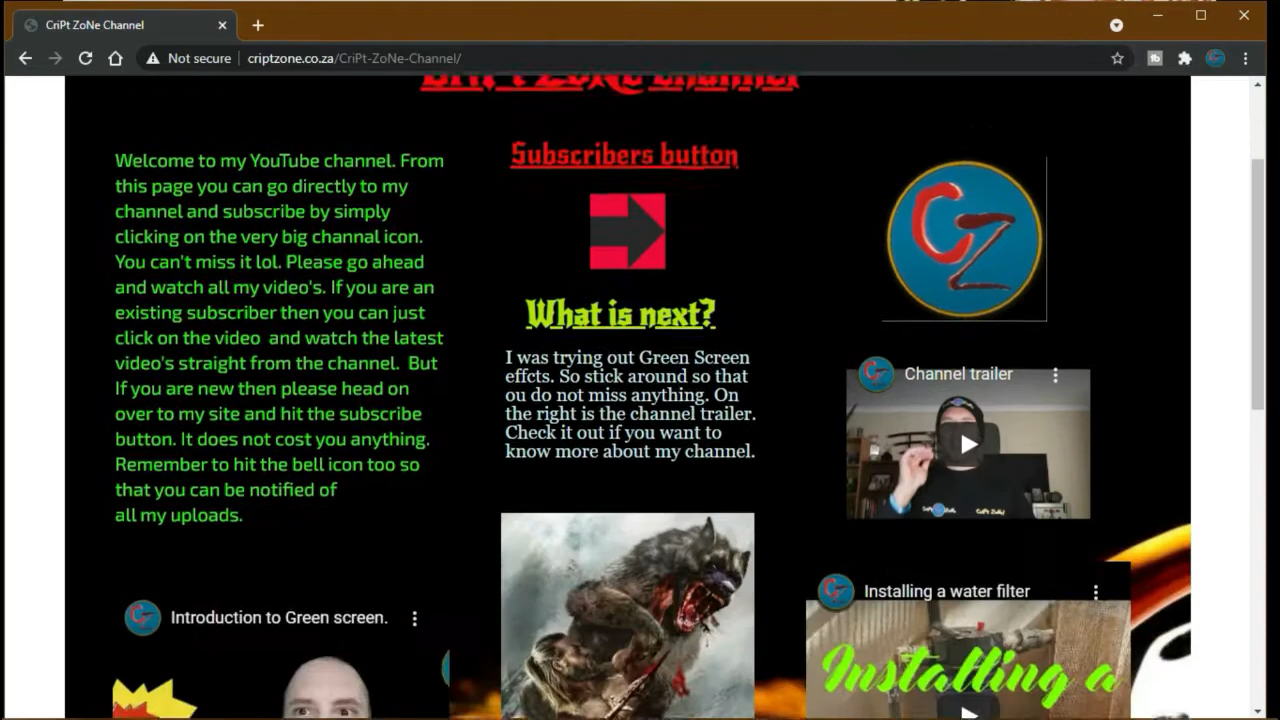 CriPt ZoNe Channel
Not secure
criptzone.co.za/CriPt-ZoNe-Channel/
CriPt ZoNe Channel
Welcome to my YouTube channel. From
this page you can go directly to my
channel and subscribe by simply
clicking on the very big channal icon.
You can't miss it lol. Please go ahead
and watch all my video's. If you are an
existing subscriber then you can just
click on the video and watch the latest
video's straight from the channel. But
If you are new then please head on
over to my site and hit the subscribe
button. It does not cost you anything.
Remember to hit the bell icon too so
that you can be notified of
all my uploads.
Introduction to Green screen.
Subscribers button
What is next?
I was trying out Green Screen
effcts. So stick around so that
ou do not miss anything. On
the right is the channel trailer.
Check it out if you want to
know more about my channel.
CZ
Channel trailer
Installing a water filter
Installing a